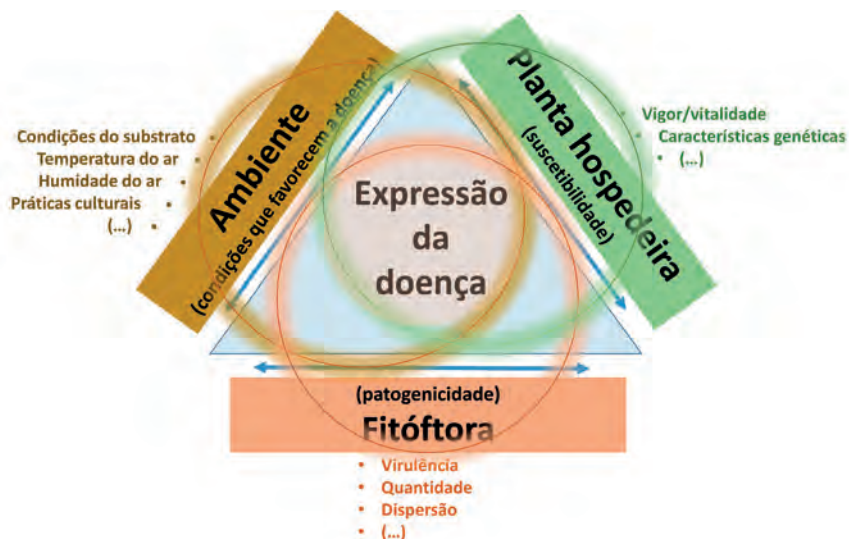 Ambiente
(condições que favorecem a doença)
Condições do substrato •
Temperatura do ar •
Humidade do ar •
Práticas culturais •
(...) •
Planta hospedeira
(suscetibilidade)
• Vigor/vitalidade
• Características genéticas
• (...)
Expressão
da
doença
(patogenicidade)
Fitóftora
• Virulência
• Quantidade
• Dispersão
• (...)